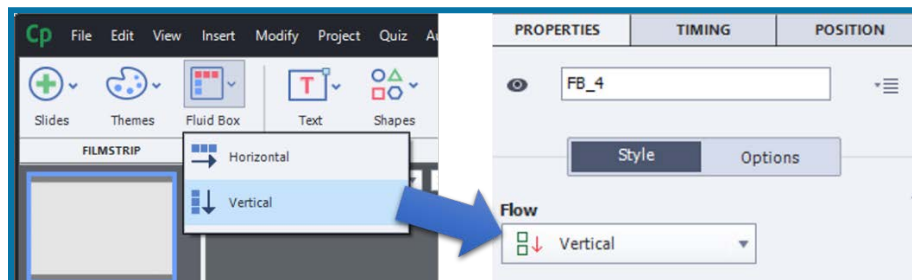 Cp File Edit View Insert Modify Project Quiz
Slides Themes Fluid Box Text Shapes
FILMSTRIP
Horizontal
Vertical
PROPERTIES TIMING POSITION
FB_4
Style Options
Flow
Vertical